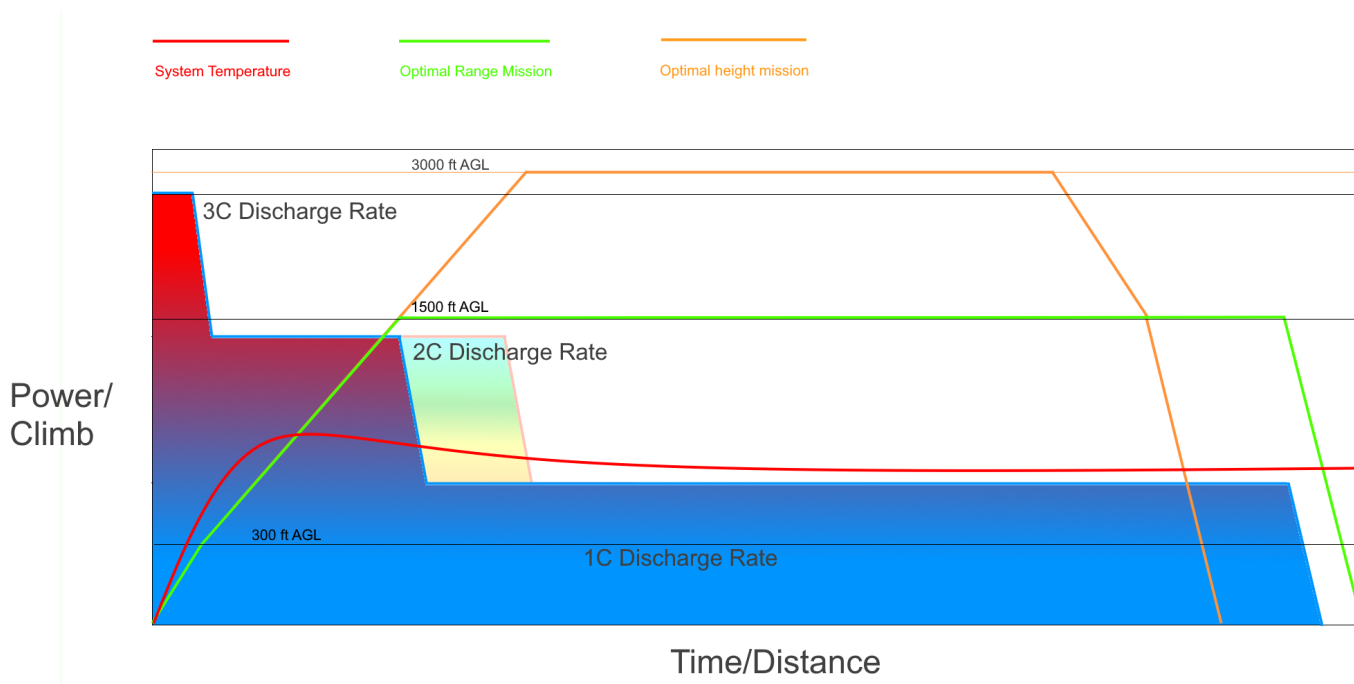 System Temperature
Optimal Range Mission
Optimal height mission
3000 ft AGL
3C Discharge Rate
1500 ft AGL
2C Discharge Rate
Power/
Climb
300 ft AGL
1C Discharge Rate
Time/Distance